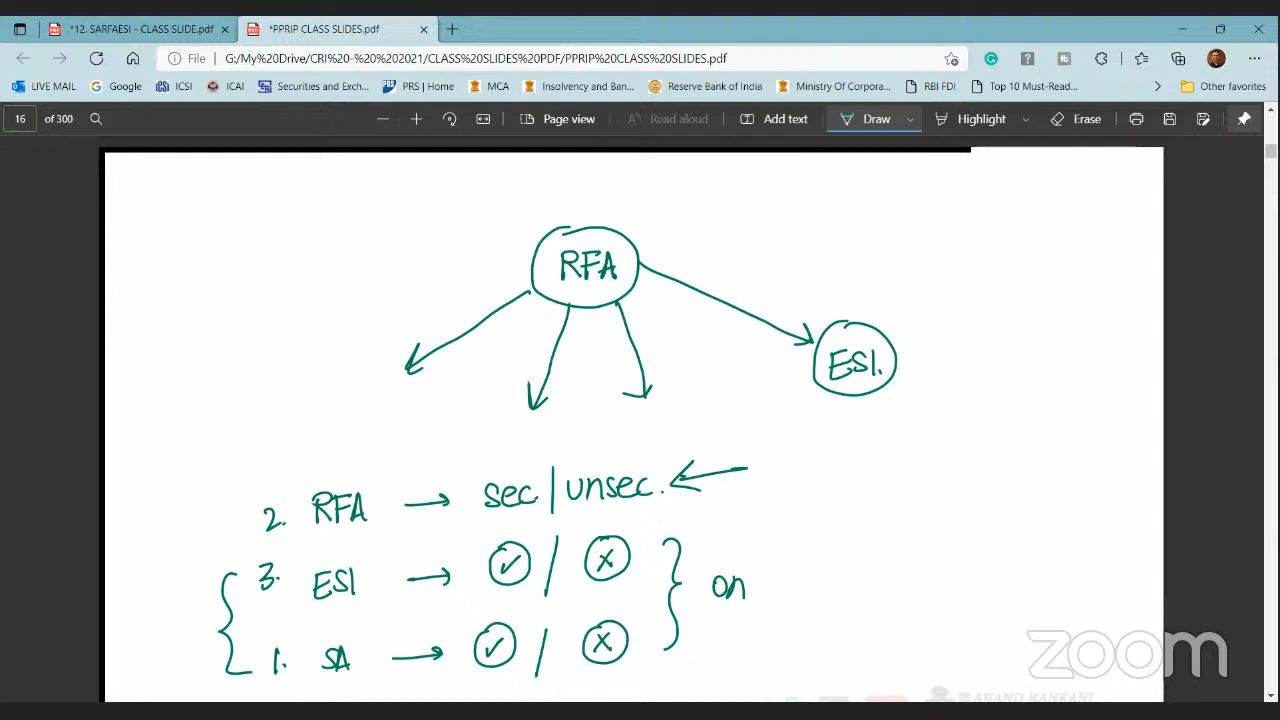 *12. SARFAESI - CLASS SLIDE.pdf
*PPRIP CLASS SLIDES.pdf
File
G:/My%20Drive/CRI%20-%20%202021/CLASS%20SLIDES%20PDF/PPRIP%20CLASS%20SLIDES.pdf
LIVE MAIL
Google
ICSI
ICAI
Securities and Exch...
PRS | Home
MCA
Insolvency and Ban...
Reserve Bank of India
Ministry Of Corpora...
RBI FDI
Top 10 Must-Read...
Other favorites
16 of 300
Page view
Read aloud
Add text
Draw
Highlight
Erase
RFA
ESI.
2. RFA → sec | unsec. ←
3. ESI → ✓ / x
on
1. SA → ✓ / x
zoom
ANAND KANKANI